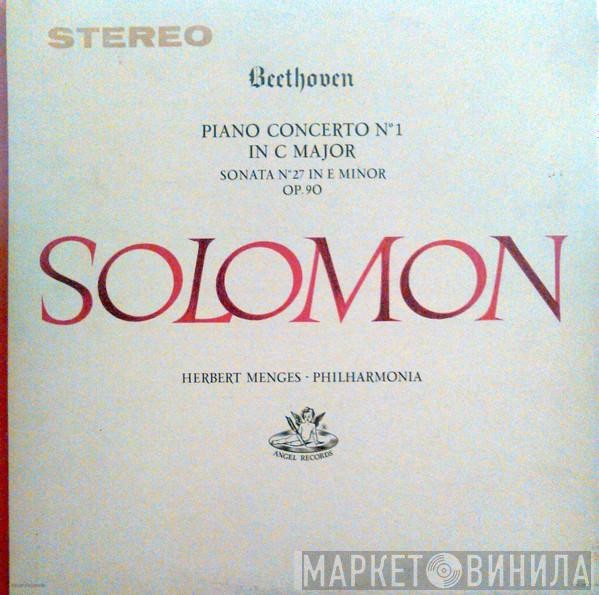 STEREO
Beethoven
PIANO CONCERTO Nº1
IN C MAJOR
SONATA Nº27 IN E MINOR
OP. 90
SOLOMON
HERBERT MENGES · PHILHARMONIA
ANGEL RECORDS
МАРКЕТ ВИНИЛА